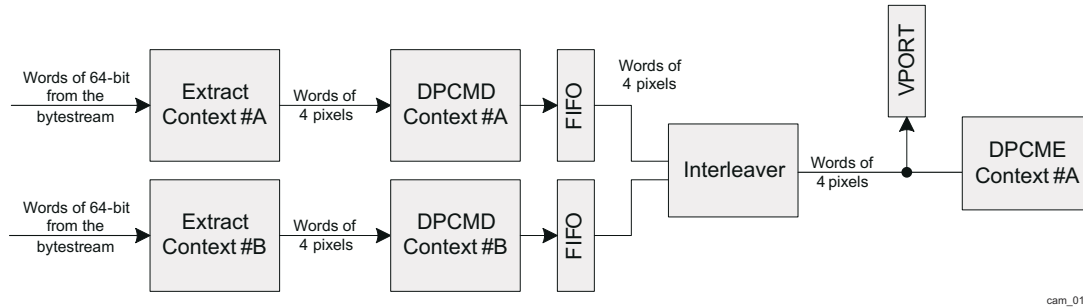 Words of 64-bit
from the
bytestream
Extract
Context #A
Words of
4 pixels
DPCMD
Context #A
FIFO
Words of
4 pixels
VPORT
Interleaver
Words of
4 pixels
DPCME
Context #A
Words of 64-bit
from the
bytestream
Extract
Context #B
Words of
4 pixels
DPCMD
Context #B
FIFO
cam_01